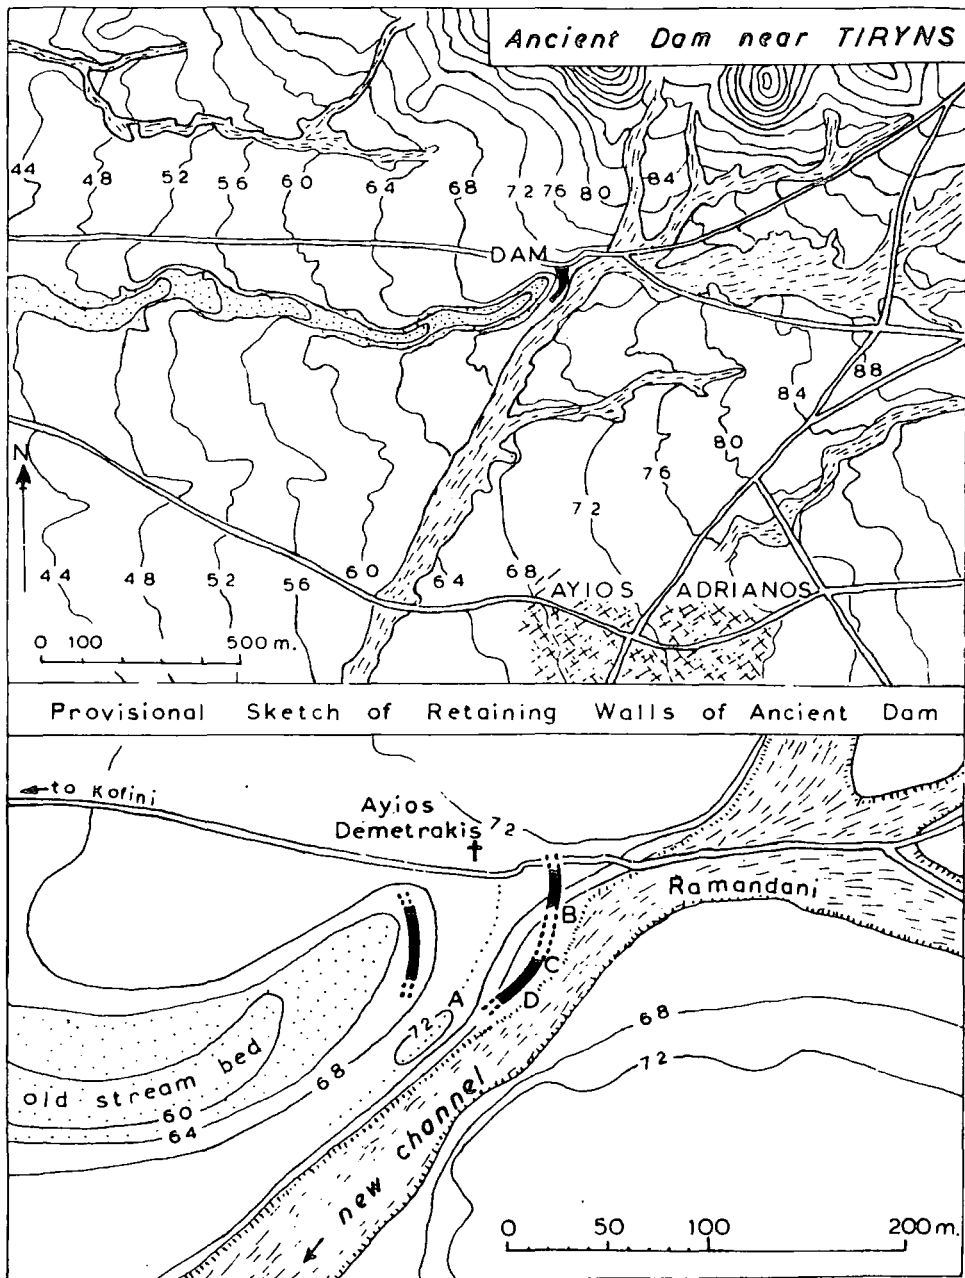 Ancient Dam near TIRYNS
44 48 52 56 60 64 68 72 76 80 84
DAM
88
84
80
76
72
N
44 48 52 56 60 64 68
AYIOS ADRIANOS
0 100 500 m.
Provisional Sketch of Retaining Walls of Ancient Dam
← to Kofini
Ayios
Demetrakis
72
Ramandani
B
C
D
A
72
68
72
old stream bed
68
60
64
new channel
0 50 100 200 m.